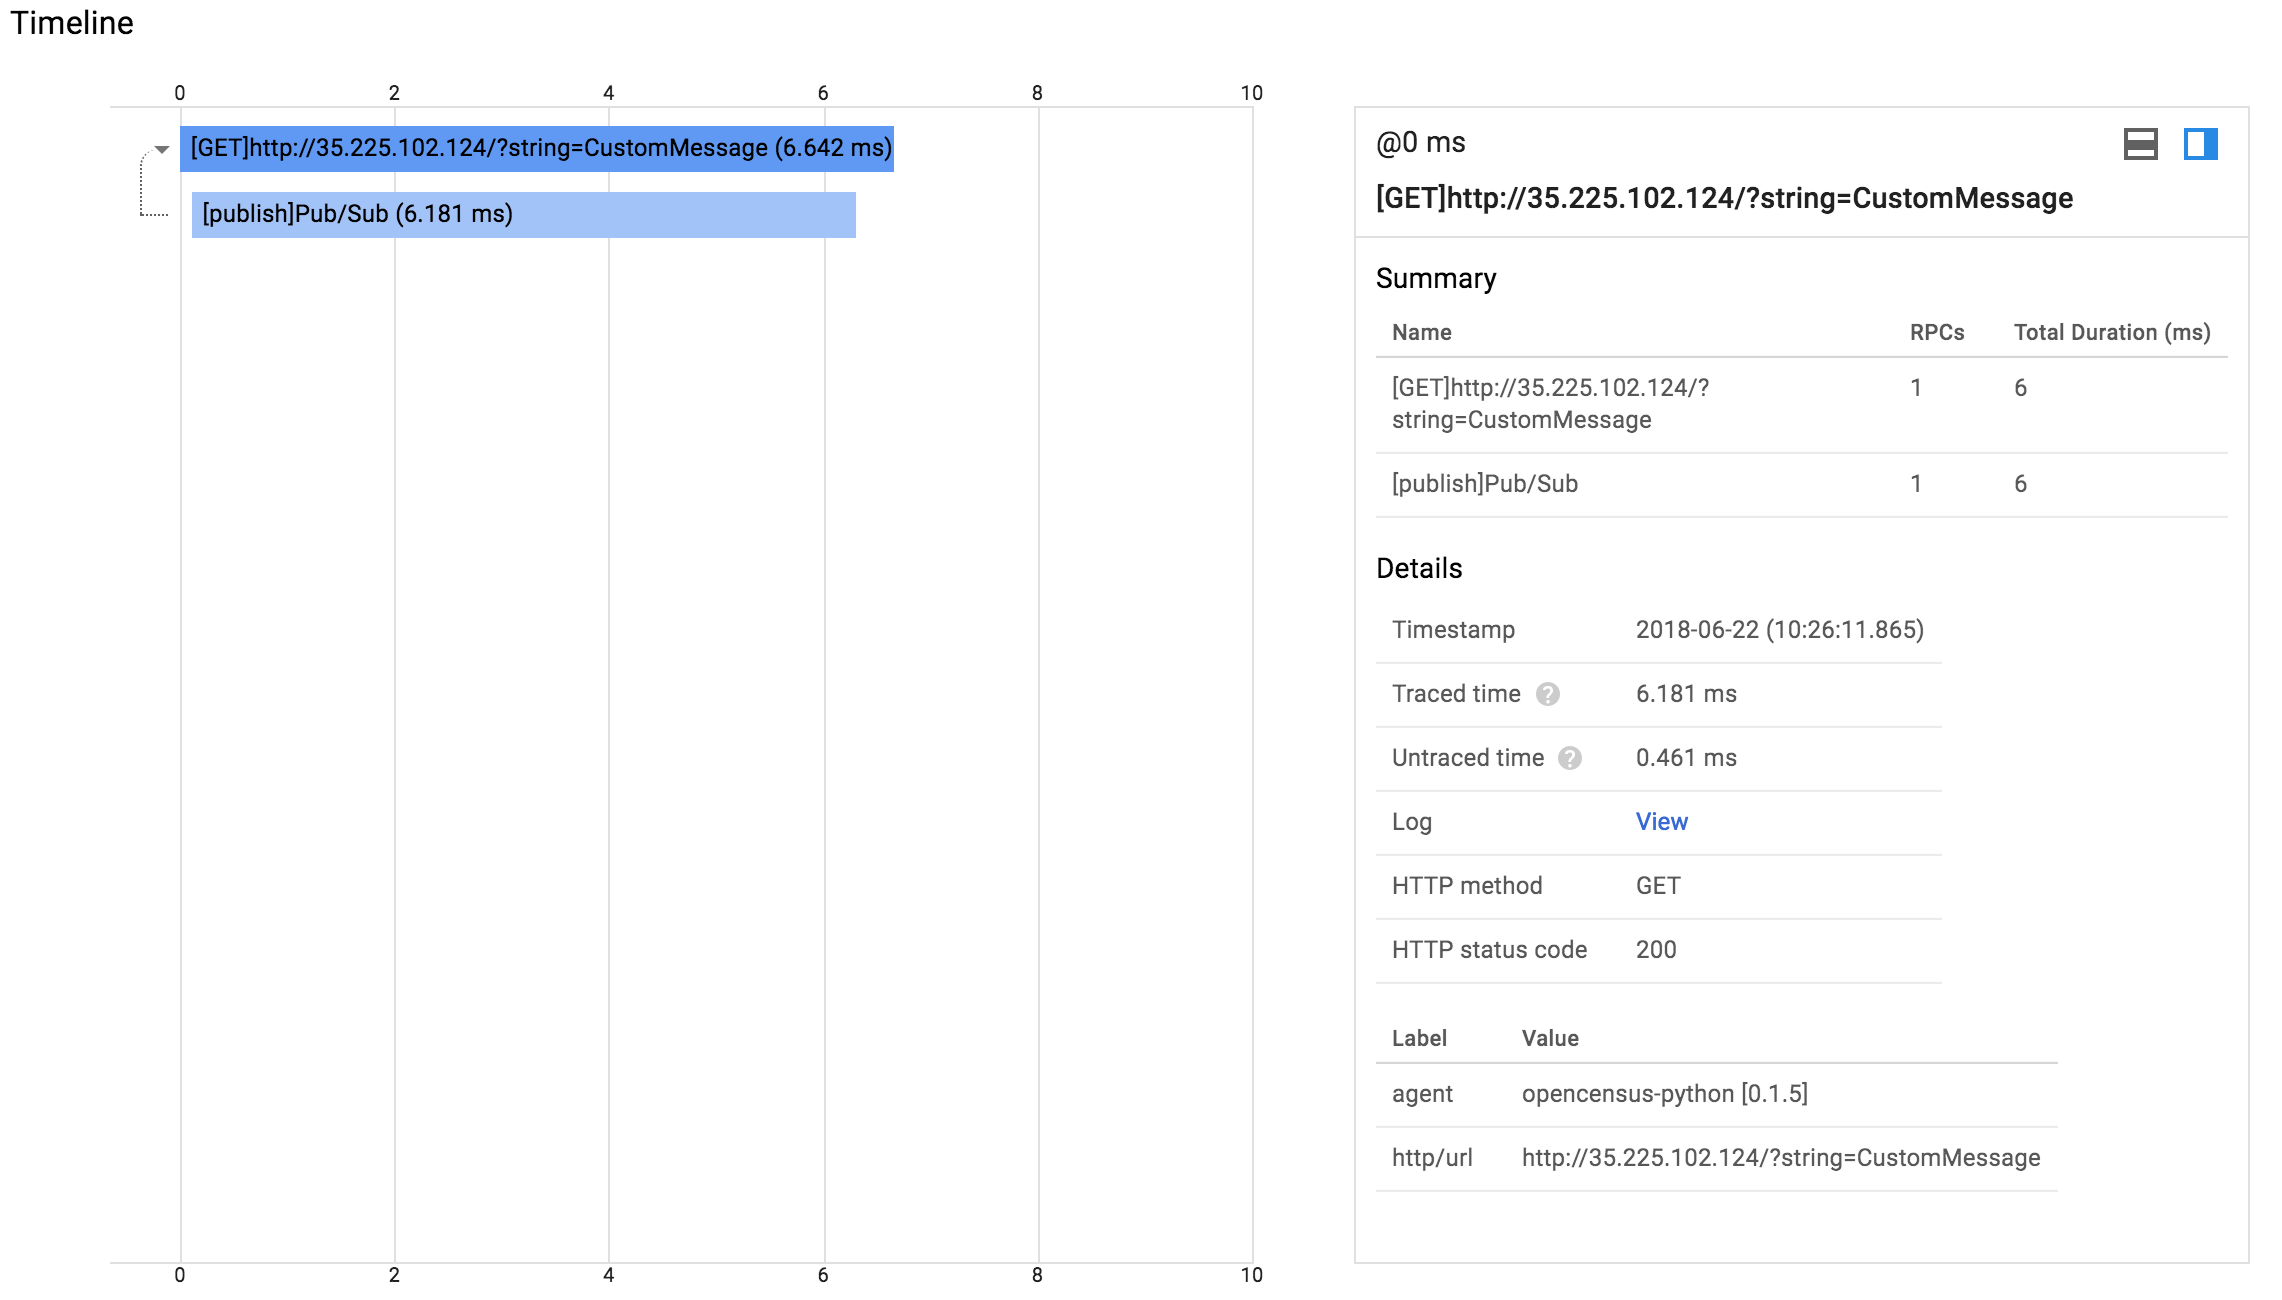 Timeline
0 2 4 6 8 10
[GET]http://35.225.102.124/?string=CustomMessage (6.642 ms)
[publish]Pub/Sub (6.181 ms)
0 2 4 6 8 10
@0 ms
[GET]http://35.225.102.124/?string=CustomMessage
Summary
Name RPCs Total Duration (ms)
[GET]http://35.225.102.124/? 1 6
string=CustomMessage
[publish]Pub/Sub 1 6
Details
Timestamp 2018-06-22 (10:26:11.865)
Traced time ? 6.181 ms
Untraced time ? 0.461 ms
Log View
HTTP method GET
HTTP status code 200
Label Value
agent opencensus-python [0.1.5]
http/url http://35.225.102.124/?string=CustomMessage